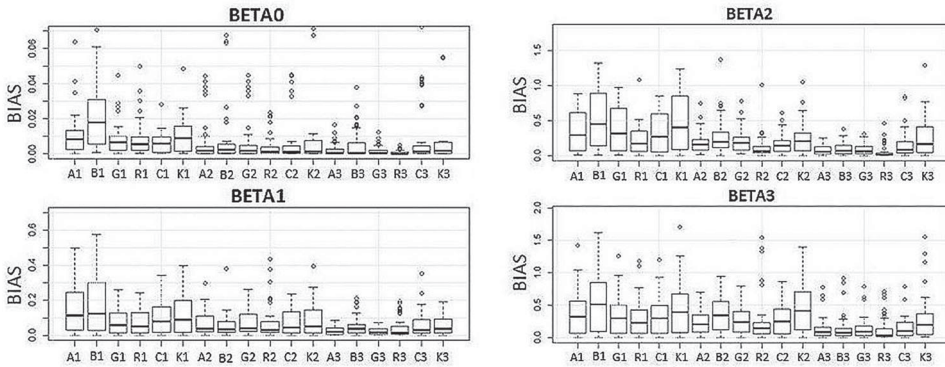 BETA0
BIAS
0.00 0.02 0.04 0.06
A1 B1 G1 R1 C1 K1 A2 B2 G2 R2 C2 K2 A3 B3 G3 R3 C3 K3
BETA2
BIAS
0.0 0.5 1.0 1.5
A1 B1 G1 R1 C1 K1 A2 B2 G2 R2 C2 K2 A3 B3 G3 R3 C3 K3
BETA1
BIAS
0.0 0.2 0.4 0.6
A1 B1 G1 R1 C1 K1 A2 B2 G2 R2 C2 K2 A3 B3 G3 R3 C3 K3
BETA3
BIAS
0.0 0.5 1.0 1.5 2.0
A1 B1 G1 R1 C1 K1 A2 B2 G2 R2 C2 K2 A3 B3 G3 R3 C3 K3